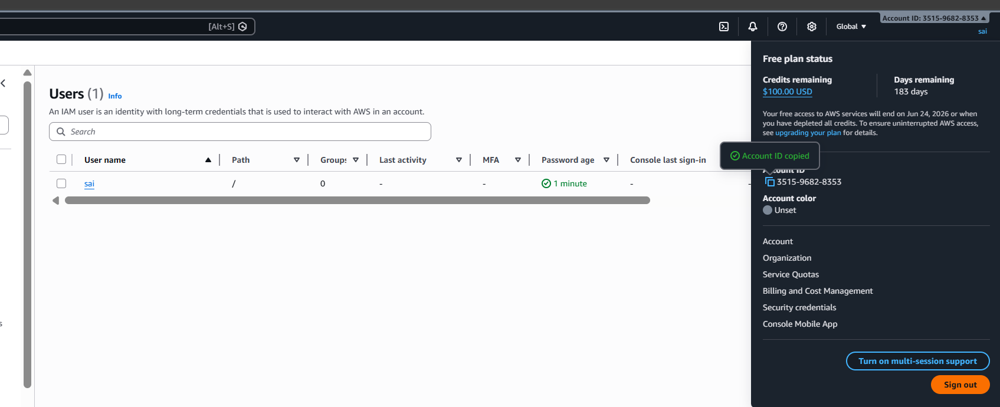 [Alt+S]
Global
Account ID: 3515-9682-8353
sai
Free plan status
Credits remaining
$100.00 USD
Days remaining
183 days
Your free access to AWS services will end on Jun 24, 2026 or when
you have depleted all credits. To ensure uninterrupted AWS access,
see upgrading your plan for details.
Account ID copied
Account ID
3515-9682-8353
Account color
Unset
Account
Organization
Service Quotas
Billing and Cost Management
Security credentials
Console Mobile App
Turn on multi-session support
Sign out
Users (1) Info
An IAM user is an identity with long-term credentials that is used to interact with AWS in an account.
Search
User name Path Groups Last activity MFA Password age Console last sign-in
sai / 0 - - 1 minute - -
s